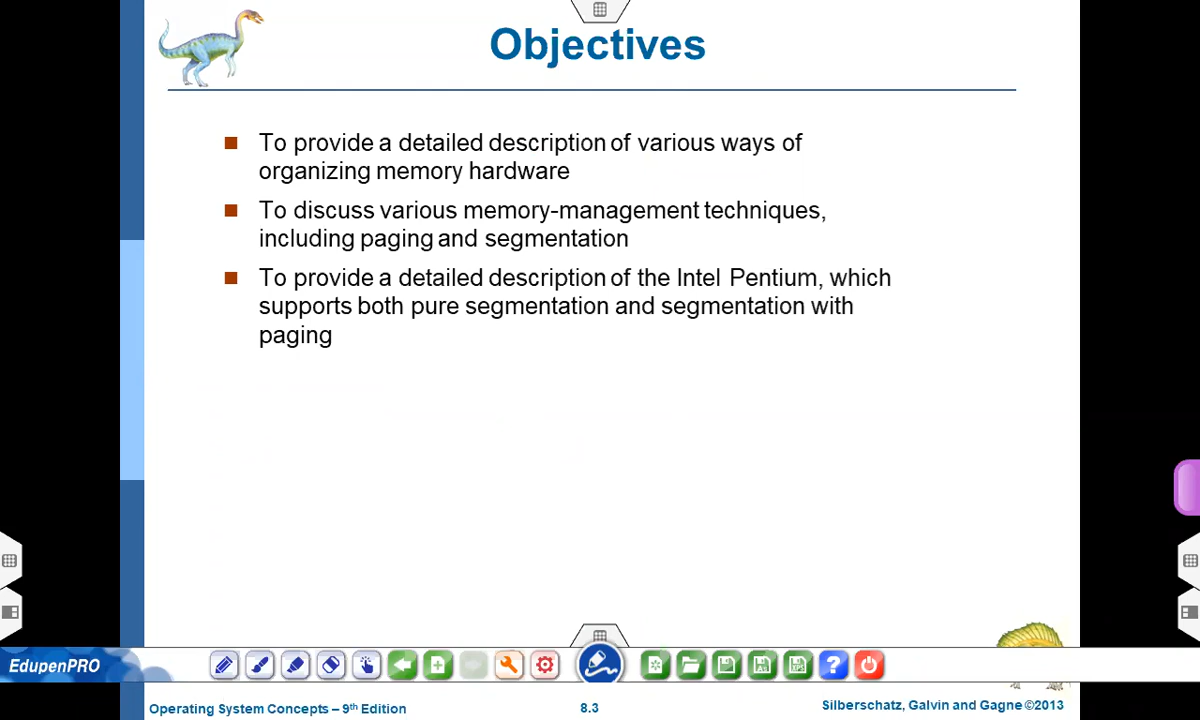 Objectives
To provide a detailed description of various ways of
organizing memory hardware
To discuss various memory-management techniques,
including paging and segmentation
To provide a detailed description of the Intel Pentium, which
supports both pure segmentation and segmentation with
paging
EdupenPRO
Operating System Concepts – 9th Edition
8.3
Silberschatz, Galvin and Gagne ©2013